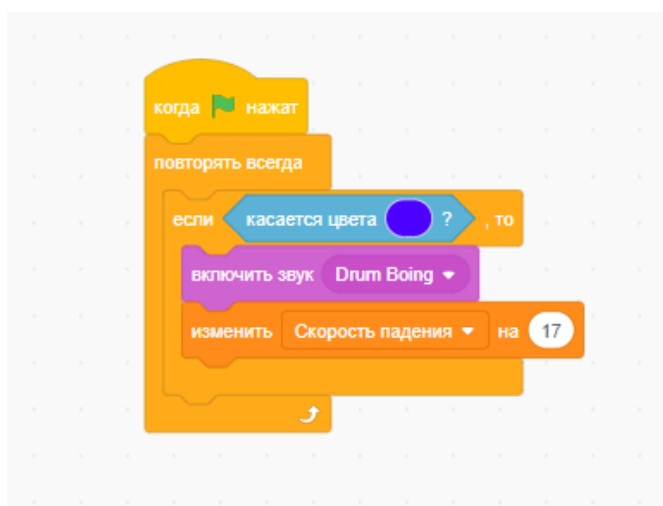 когда нажат
повторять всегда
если касается цвета ? , то
включить звук Drum Boing
изменить Скорость падения на 17